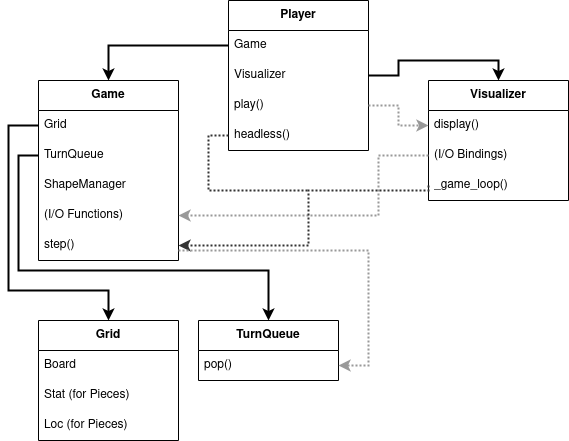 Player
Game
Visualizer
play()
headless()
Game
Grid
TurnQueue
ShapeManager
(I/O Functions)
step()
Visualizer
display()
(I/O Bindings)
_game_loop()
Grid
Board
Stat (for Pieces)
Loc (for Pieces)
TurnQueue
pop()